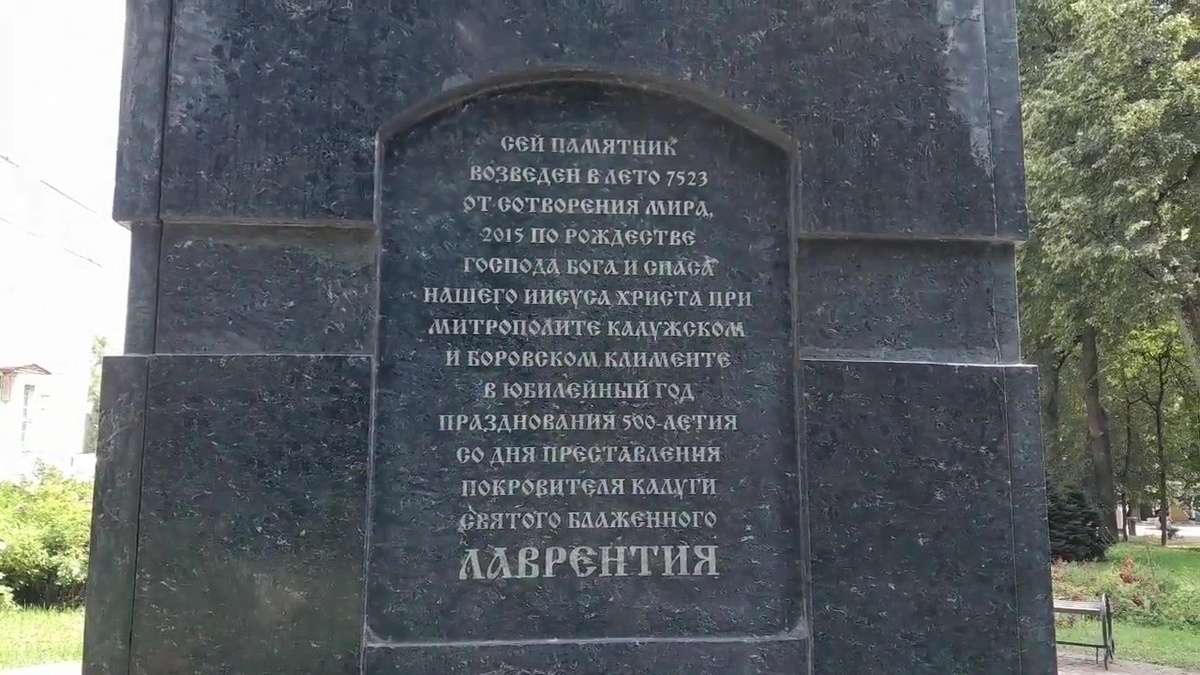 СЕЙ ПАМЯТНИК
ВОЗВЕДЕН В ЛЕТО 7523
ОТ СОТВОРЕНИЯ МИРА,
2015 ПО РОЖДЕСТВЕ
ГОСПОДА БОГА И СПАСА
НАШЕГО ИИСУСА ХРИСТА ПРИ
МИТРОПОЛИТЕ КАЛУЖСКОМ
И БОРОВСКОМ КЛИМЕНТЕ
В ЮБИЛЕЙНЫЙ ГОД
ПРАЗДНОВАНИЯ 500-ЛЕТИЯ
СО ДНЯ ПРЕСТАВЛЕНИЯ
ПОКРОВИТЕЛЯ КАЛУГИ
СВЯТОГО БЛАЖЕННОГО
ЛАВРЕНТИЯ